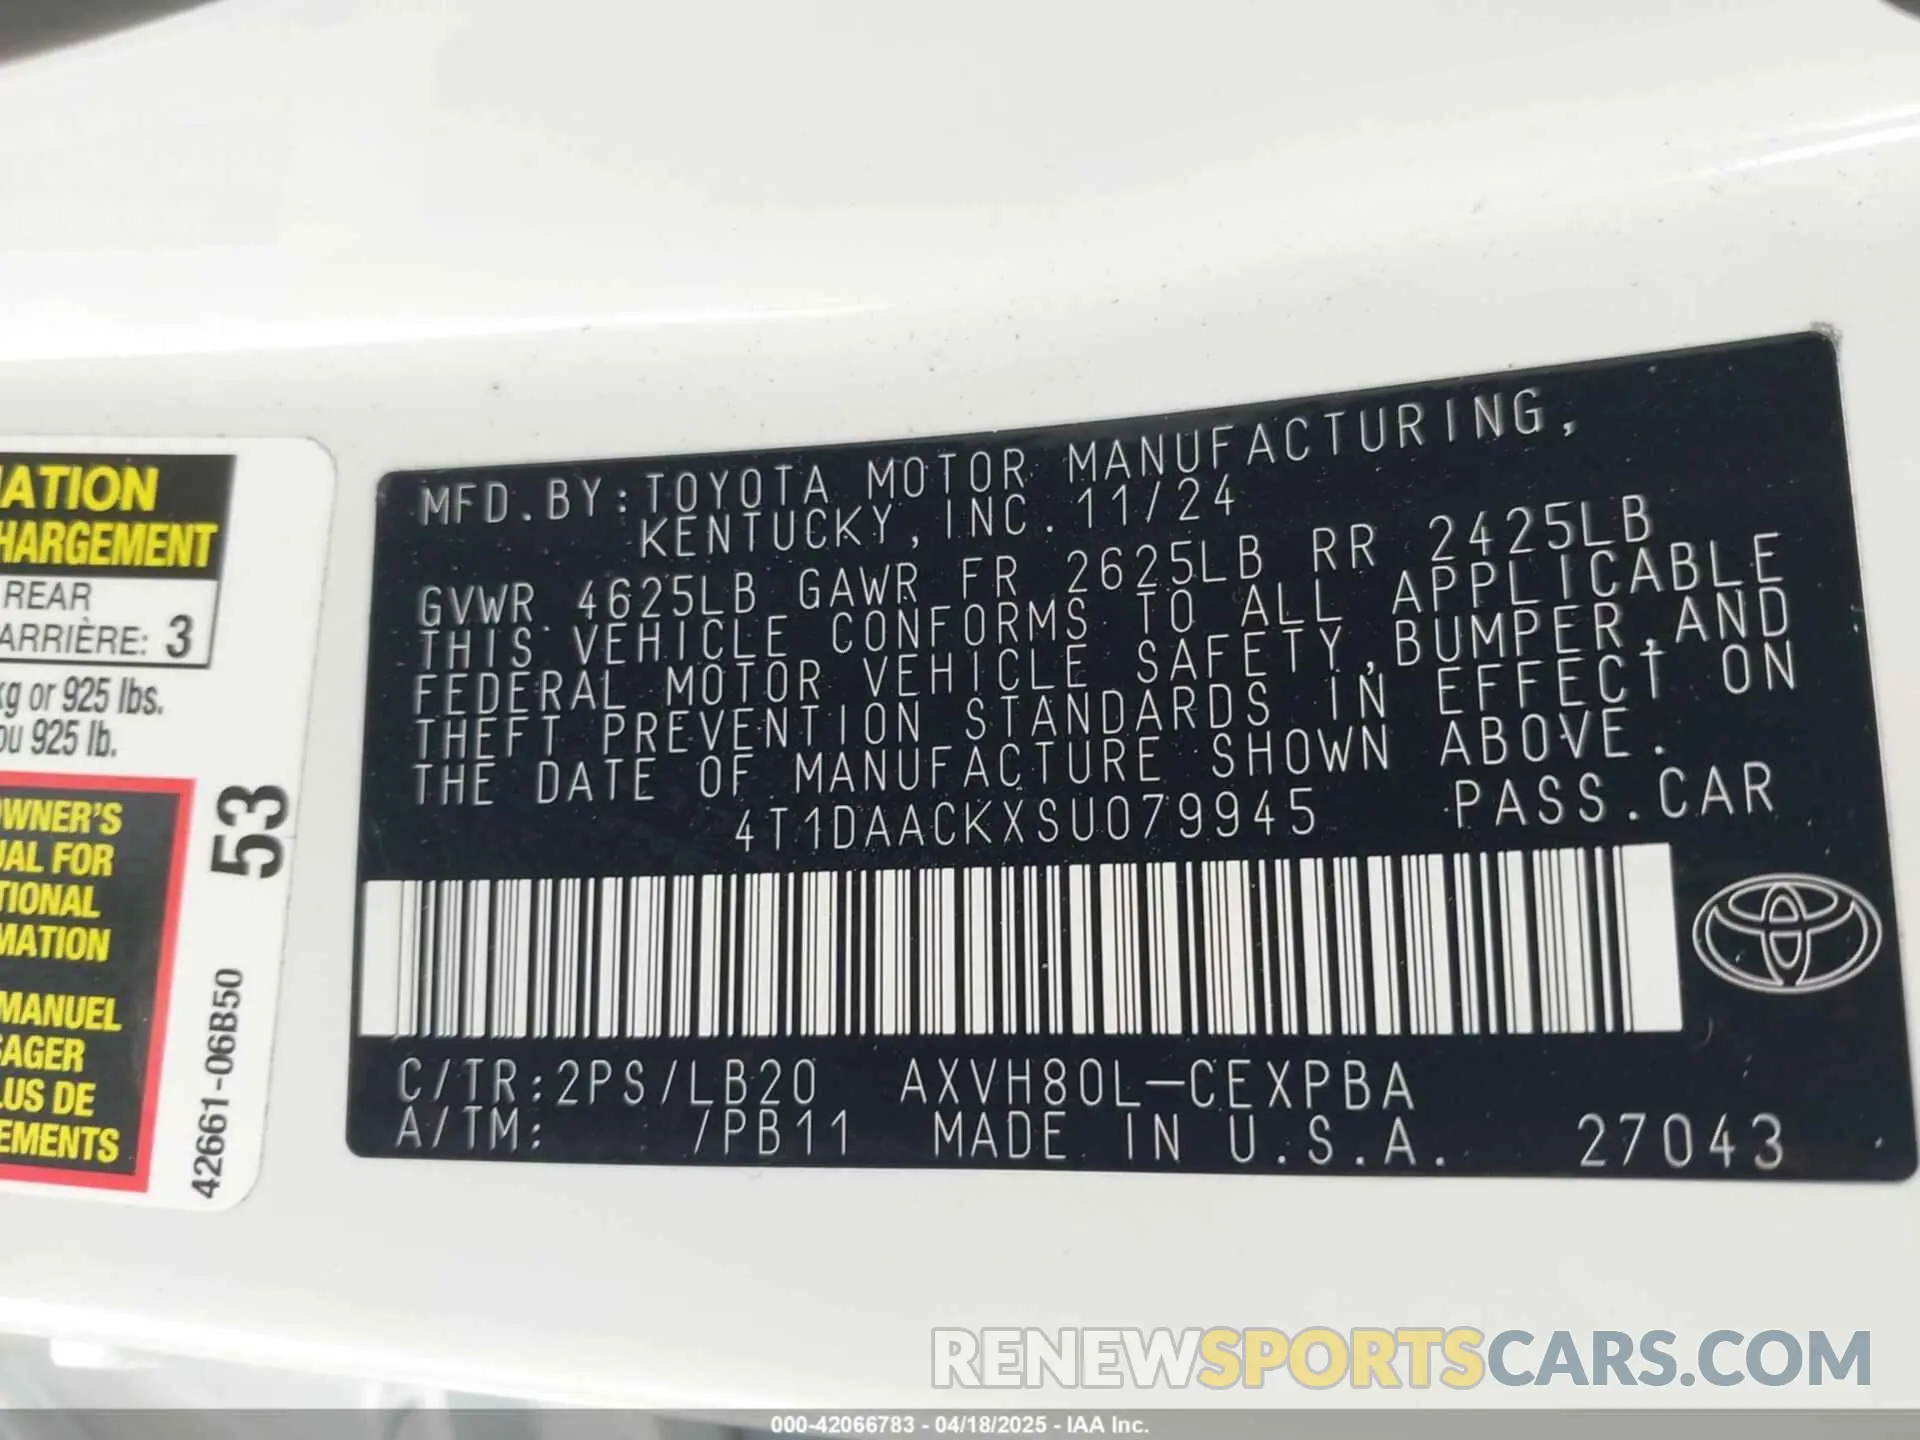 IATION
HARGEMENT
REAR
ARRIÈRE: 3
kg or 925 lbs.
ou 925 lb.
WNER'S
UAL FOR
TIONAL
MATION
MANUEL
SAGER
LUS DE
EMENTS
53
42661-06B50
MFD.BY:TOYOTA MOTOR MANUFACTURING,
KENTUCKY, INC. 11/24
GVWR 4625LB GAWR FR 2625LB RR 2425LB
THIS VEHICLE CONFORMS TO ALL APPLICABLE
FEDERAL MOTOR VEHICLE SAFETY,BUMPER,AND
THEFT PREVENTION STANDARDS IN EFFECT ON
THE DATE OF MANUFACTURE SHOWN ABOVE.
4T1DAACKXSU079945 PASS.CAR
C/TR:2PS/LB20 AXVH80L-CEXPBA
A/TM: /PB11 MADE IN U.S.A. 27043
RENEWSPORTSCARS.COM
000-42066783 - 04/18/2025 - IAA Inc.